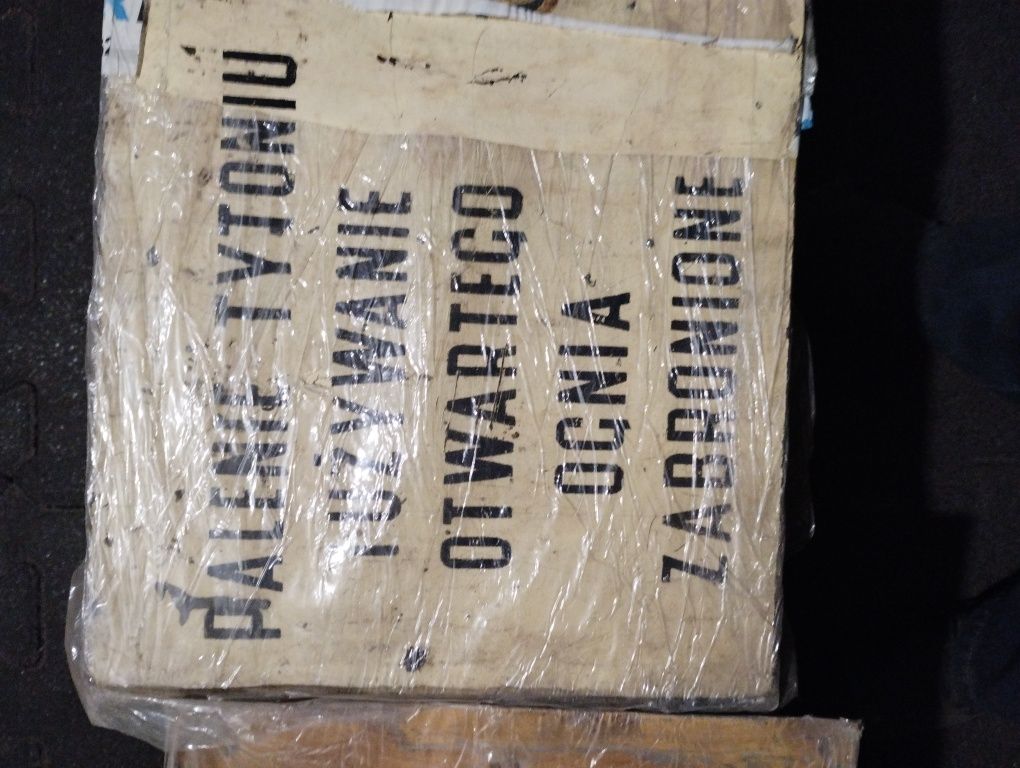 PALENIE TYTONIU
I UŻYWANIE
OTWARTEGO
OGNIA
ZABRONIONE